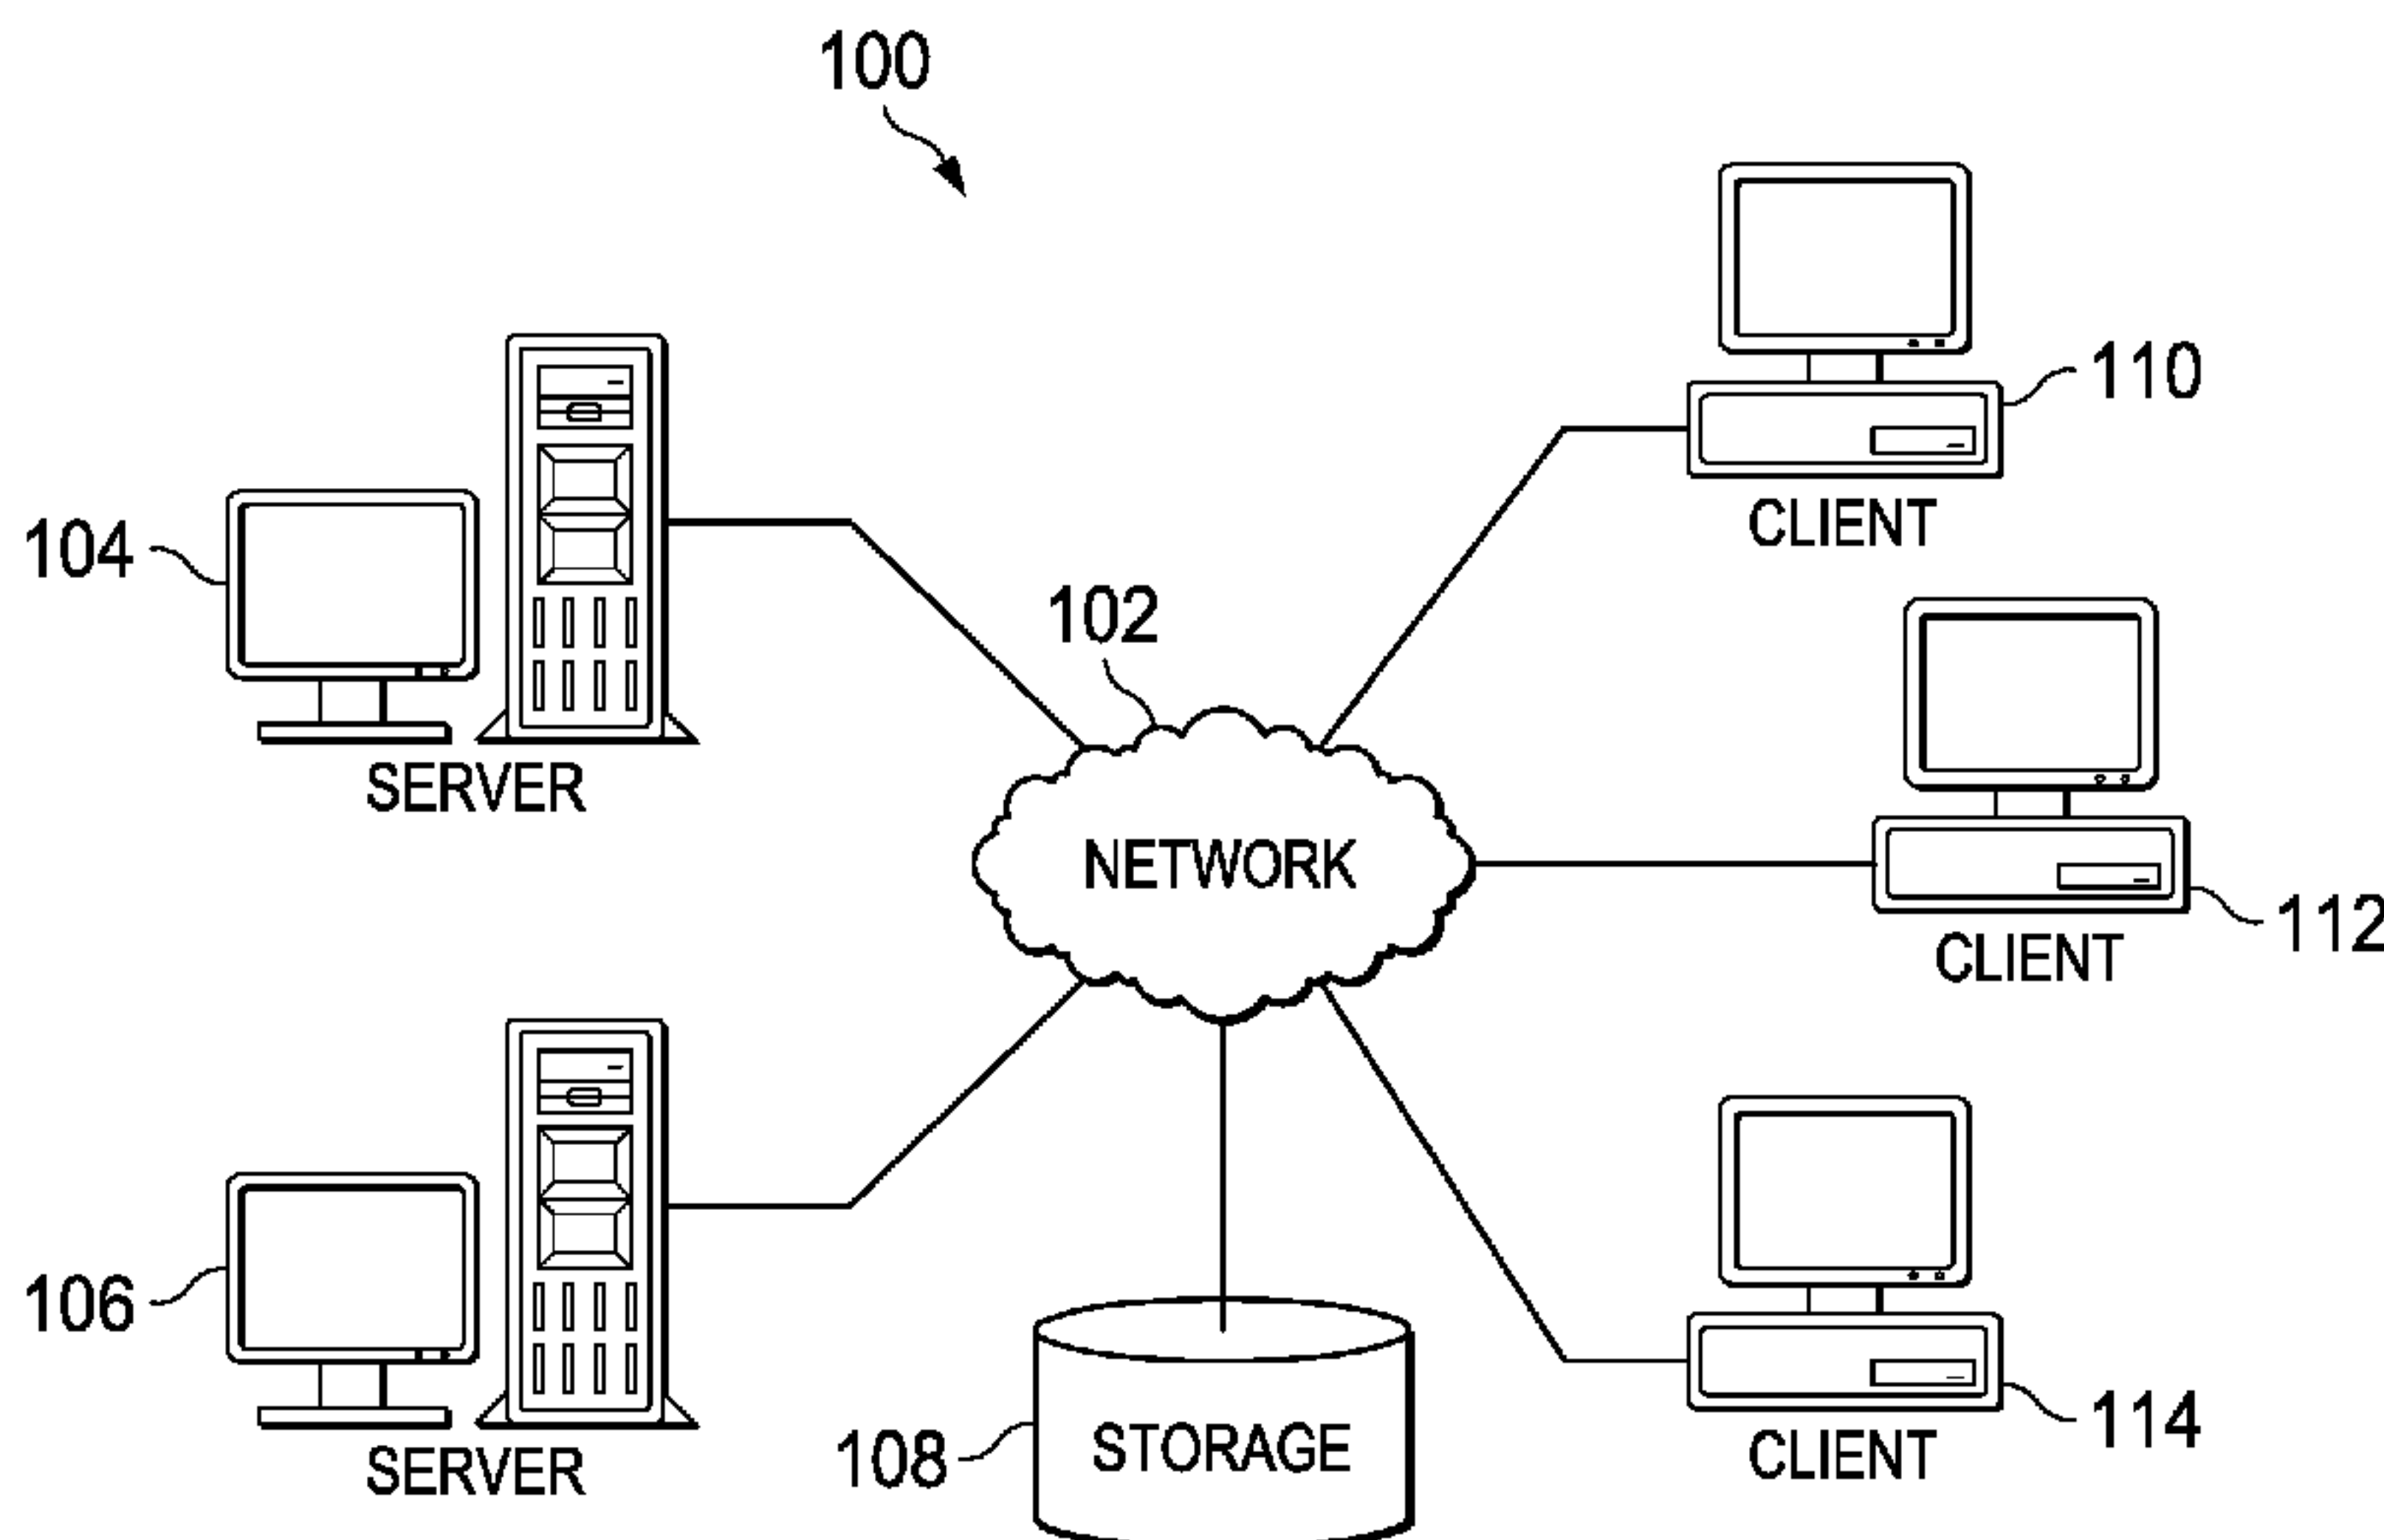 100
110
CLIENT
104
SERVER
102
NETWORK
112
CLIENT
106
SERVER
108
STORAGE
114
CLIENT